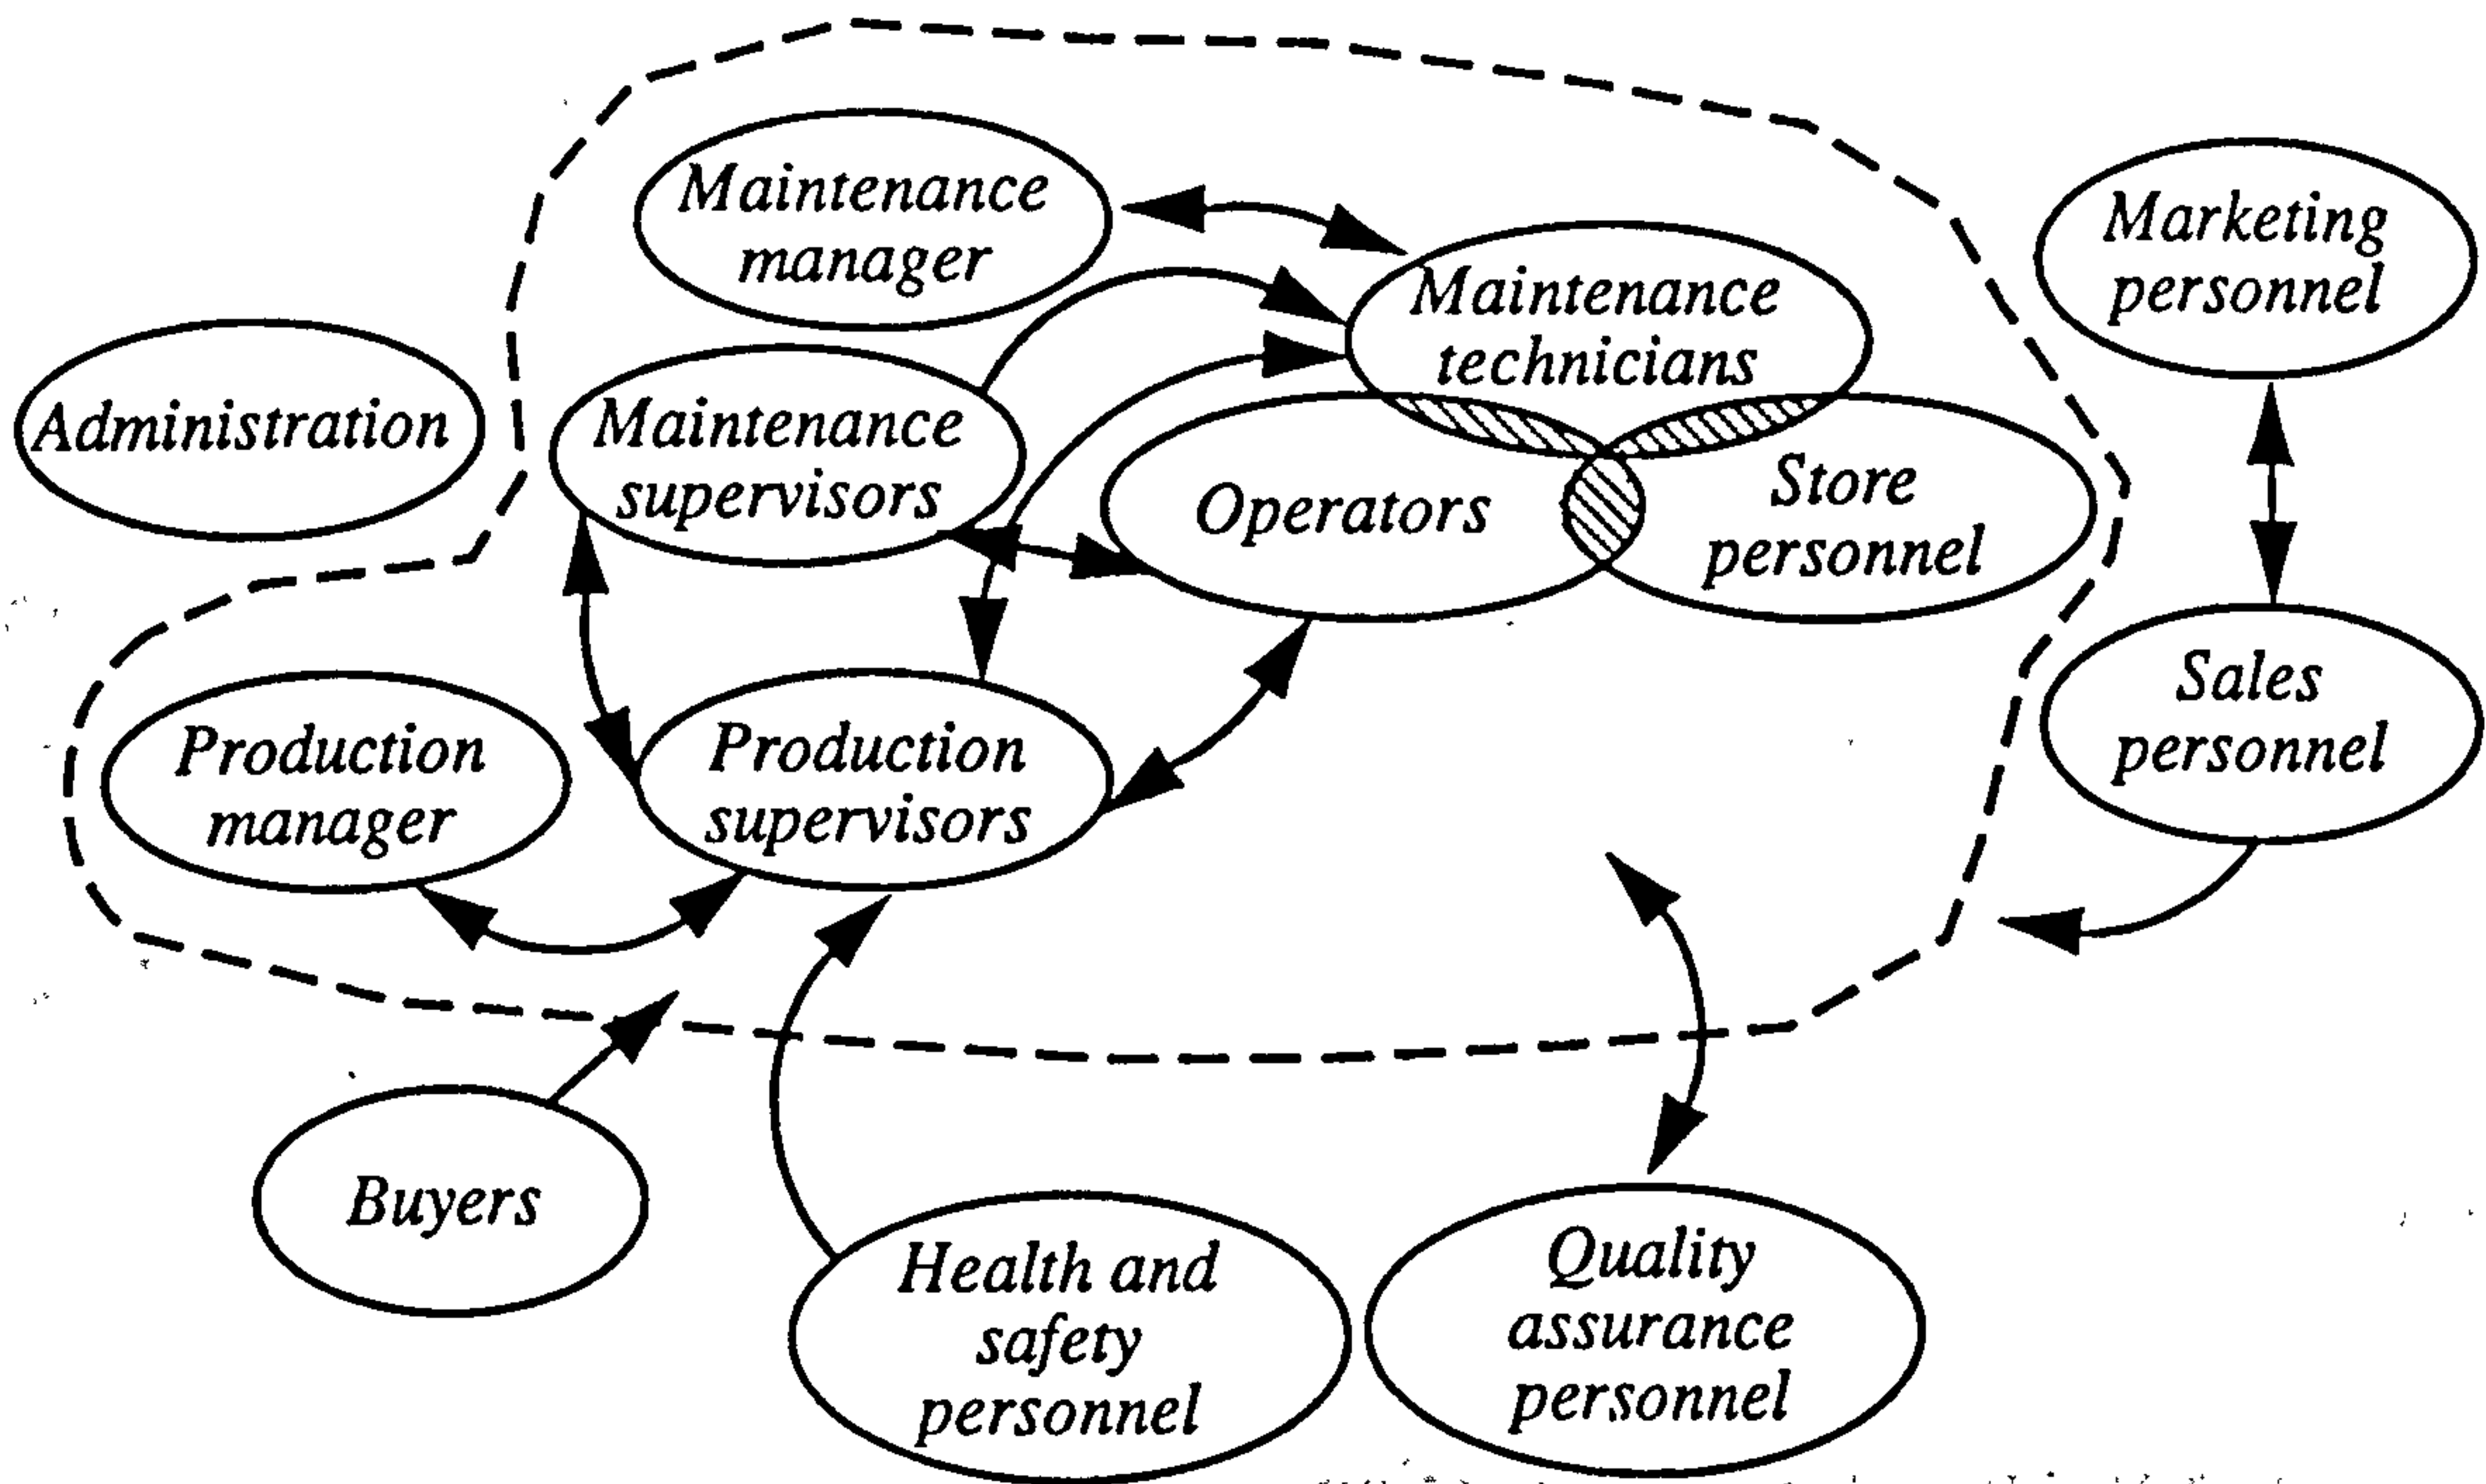 Maintenance
manager
Marketing
personnel
Maintenance
technicians
Administration
Maintenance
supervisors
Operators
Store
personnel
Sales
personnel
Production
manager
Production
supervisors
Buyers
Health and
safety
personnel
Quality
assurance
personnel